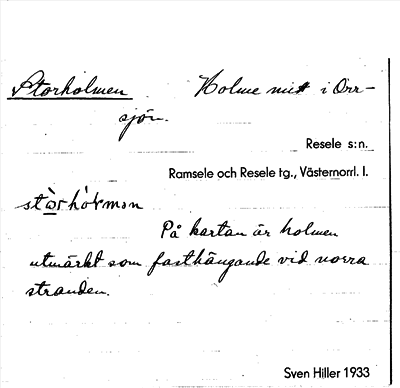 Storholmen Holme mitt i Orr-
sjön.
Resele s:n.
Ramsele och Resele tg., Västernorrl. l.
På kartan är holmen
utmärkt som fasthängande vid norra
stranden.
Sven Hiller 1933